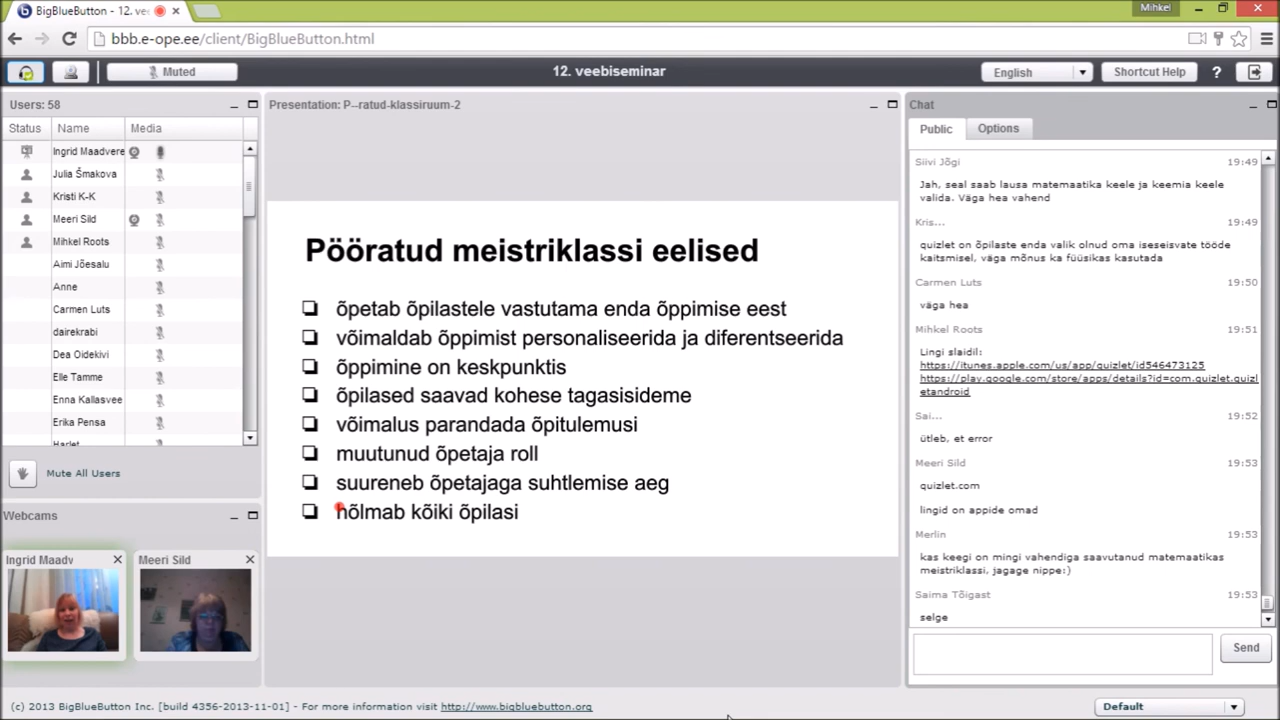 BigBlueButton - 12. vee
Mihkel
bbb.e-ope.ee/client/BigBlueButton.html
Muted
12. veebiseminar
English
Shortcut Help
?
Users: 58
Status Name Media
Ingrid Maadvere
Julia Šmakova
Kristi K-K
Meeri Sild
Mihkel Roots
Aimi Jõesalu
Anne
Carmen Luts
dairekrabi
Dea Oidekivi
Elle Tamme
Enna Kallasvee
Erika Pensa
Harlet
Mute All Users
Webcams
Ingrid Maadv
Meeri Sild
Presentation: P--ratud-klassiruum-2
Pööratud meistriklassi eelised
õpetab õpilastele vastutama enda õppimise eest
võimaldab õppimist personaliseerida ja diferentseerida
õppimine on keskpunktis
õpilased saavad kohese tagasisideme
võimalus parandada õpitulemusi
muutunud õpetaja roll
suureneb õpetajaga suhtlemise aeg
hõlmab kõiki õpilasi
Chat
Public Options
Siivi Jõgi 19:49
Jah, seal saab lausa matemaatika keele ja keemia keele
valida. Väga hea vahend
Kris... 19:49
quizlet on õpilaste enda valik olnud oma iseseisvate tööde
kaitsmisel, väga mõnus ka füüsikas kasutada
Carmen Luts 19:50
väga hea
Mihkel Roots 19:51
Lingi slaidil:
https://itunes.apple.com/us/app/quizlet/id546473125
https://play.google.com/store/apps/details?id=com.quizlet.quizl
etandroid
Sai... 19:52
ütleb, et error
Meeri Sild 19:53
quizlet.com
lingid on appide omad
Merlin 19:53
kas keegi on mingi vahendiga saavutanud matemaatikas
meistriklassi, jagage nippe:)
Saima Tõigast 19:53
selge
Send
(c) 2013 BigBlueButton Inc. [build 4356-2013-11-01] - For more information visit http://www.bigbluebutton.org
Default